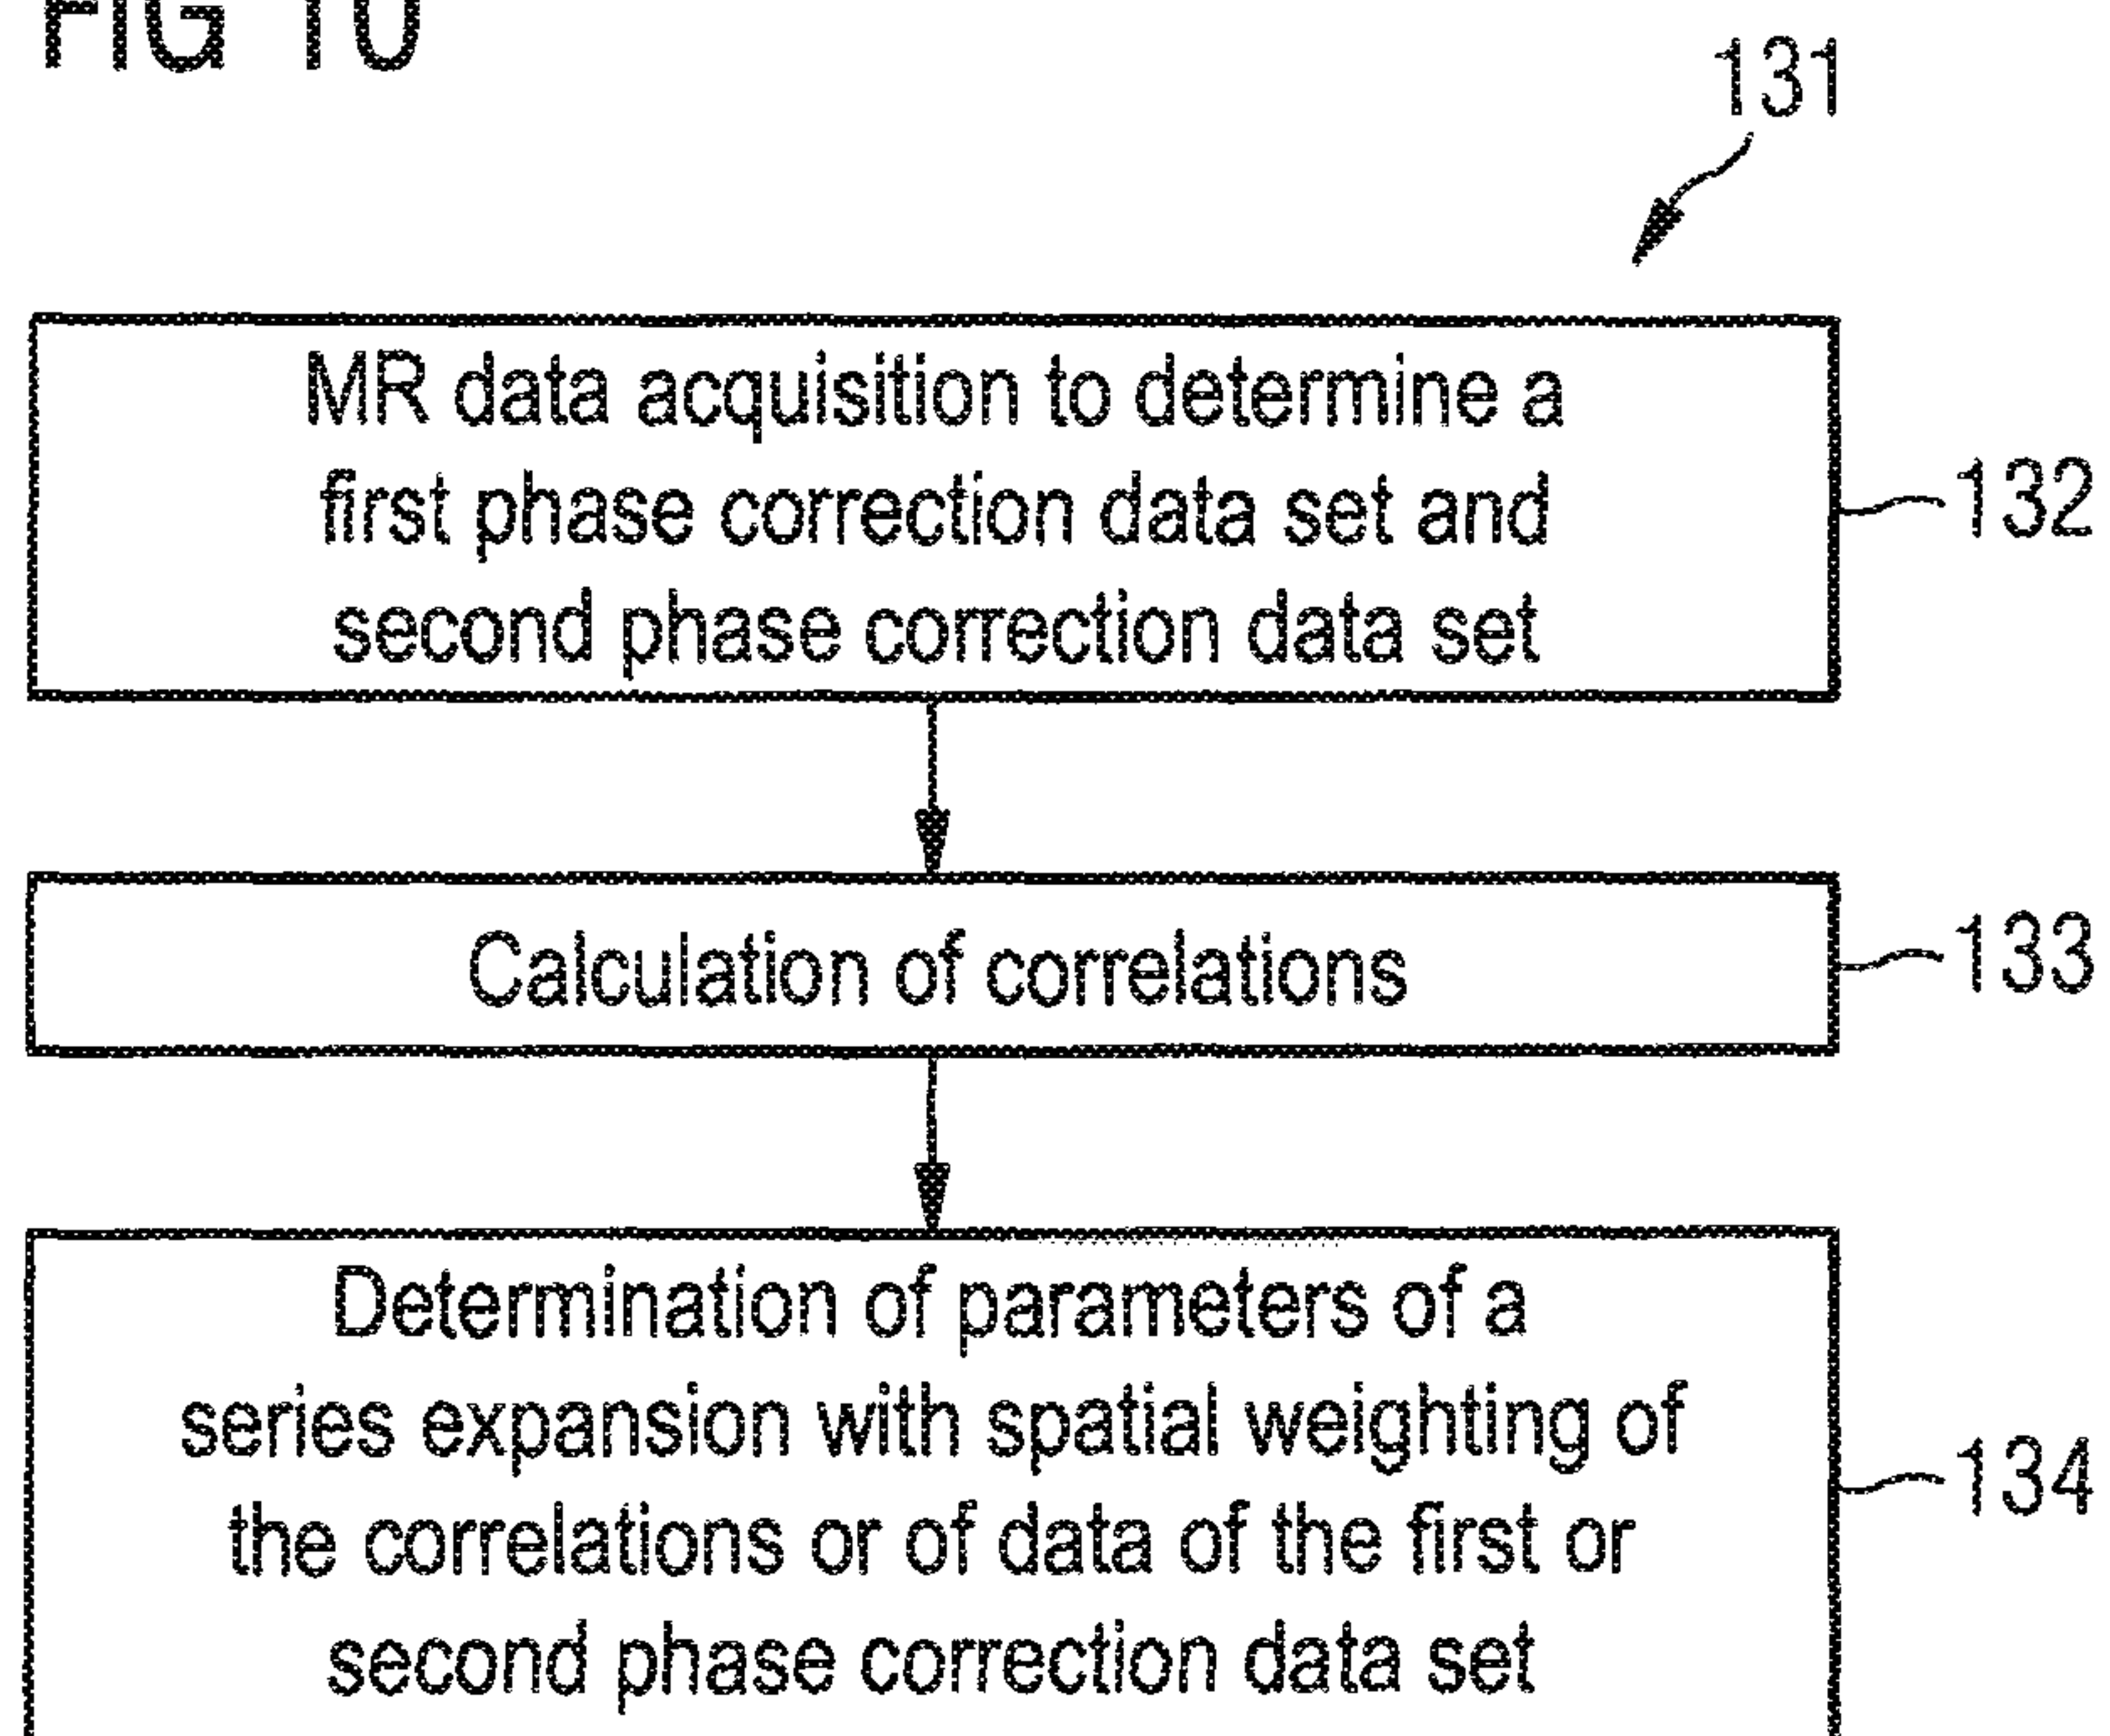 FIG 10
131
MR data acquisition to determine a
first phase correction data set and
second phase correction data set
132
Calculation of correlations
133
Determination of parameters of a
series expansion with spatial weighting of
the correlations or of data of the first or
second phase correction data set
134